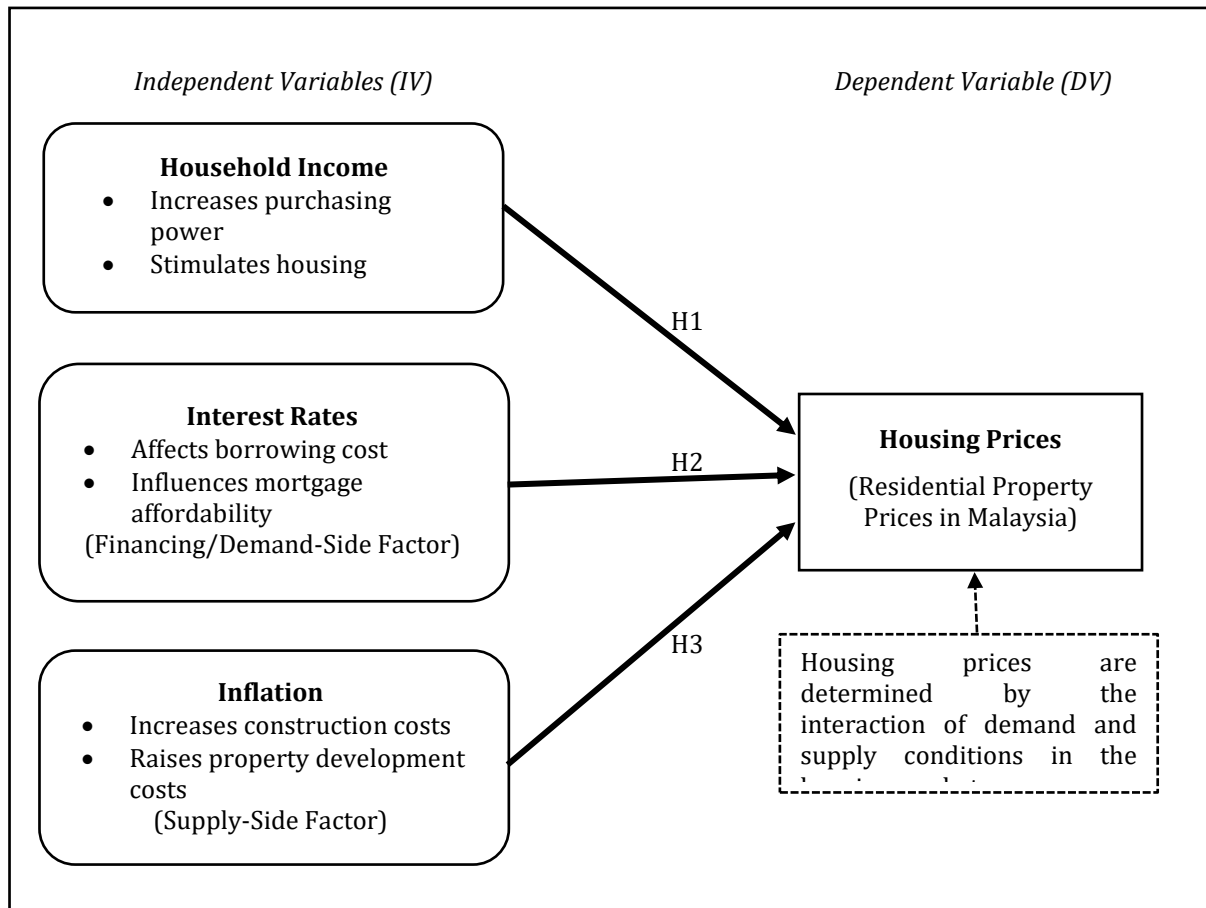 Independent Variables (IV)
Dependent Variable (DV)
Household Income
• Increases purchasing
power
• Stimulates housing
H1
Interest Rates
• Affects borrowing cost
• Influences mortgage
affordability
(Financing/Demand-Side Factor)
H2
Housing Prices
(Residential Property
Prices in Malaysia)
Inflation
• Increases construction costs
• Raises property development
costs
(Supply-Side Factor)
H3
Housing prices are
determined by the
interaction of demand and
supply conditions in the